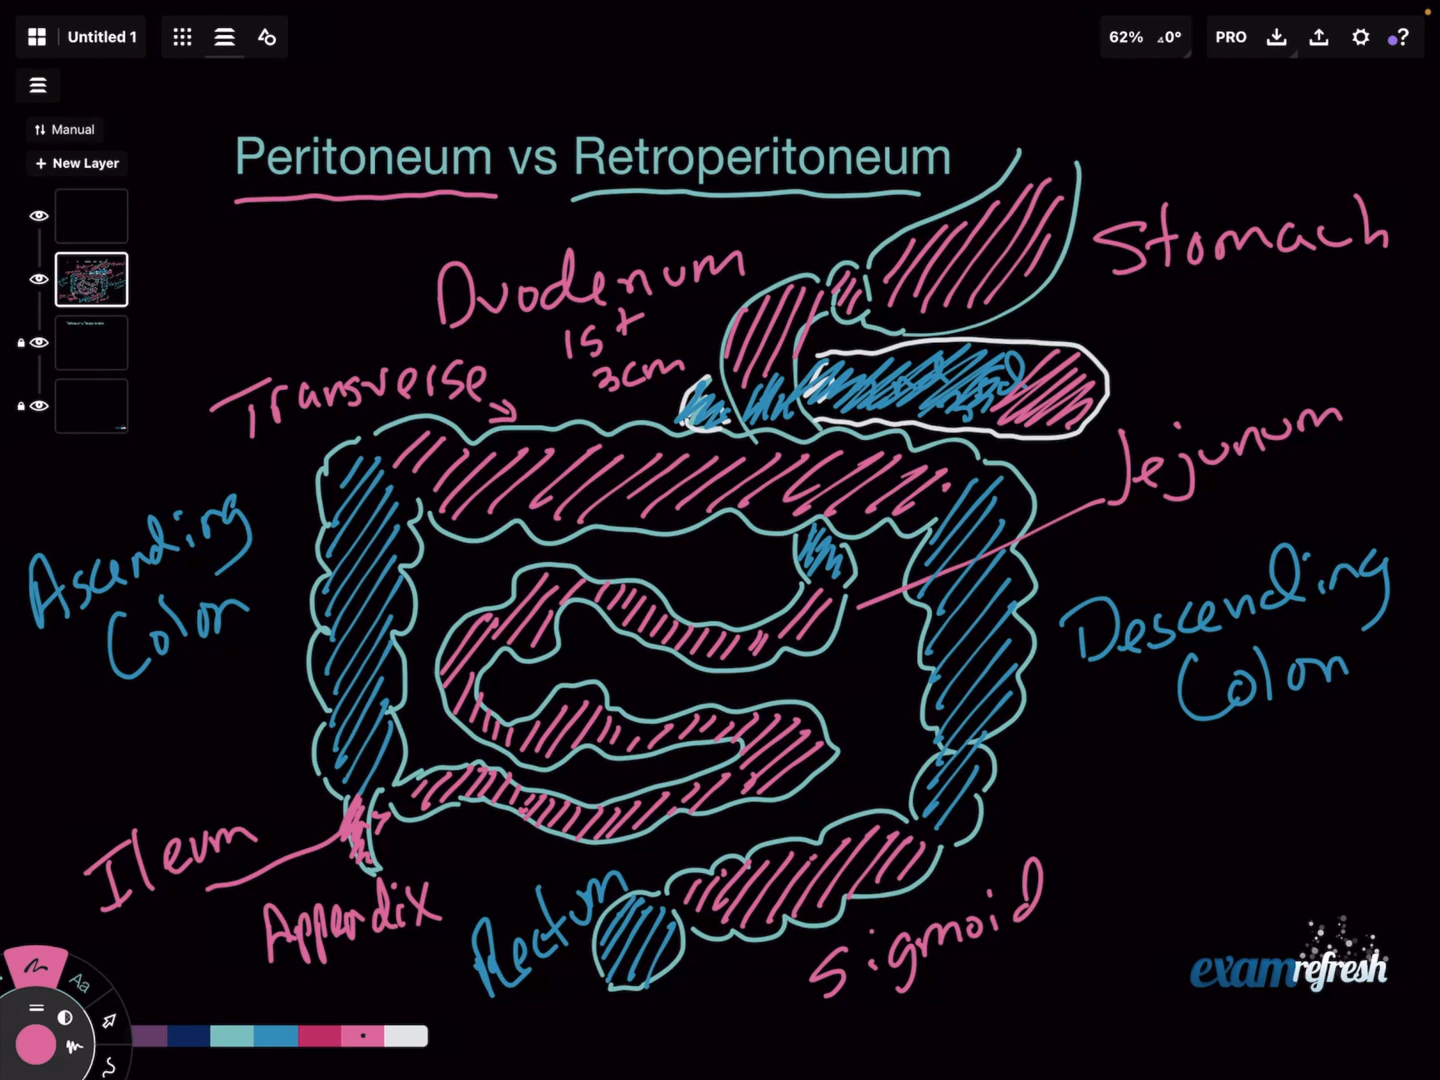 Untitled 1
62% 0°
PRO
?
Manual
+ New Layer
Peritoneum vs Retroperitoneum
Stomach
Duodenum
1st
3cm
Transverse
Jejunum
Ascending
Colon
Descending
Colon
Ileum
Appendix
Rectum
Sigmoid
examrefresh
Aa